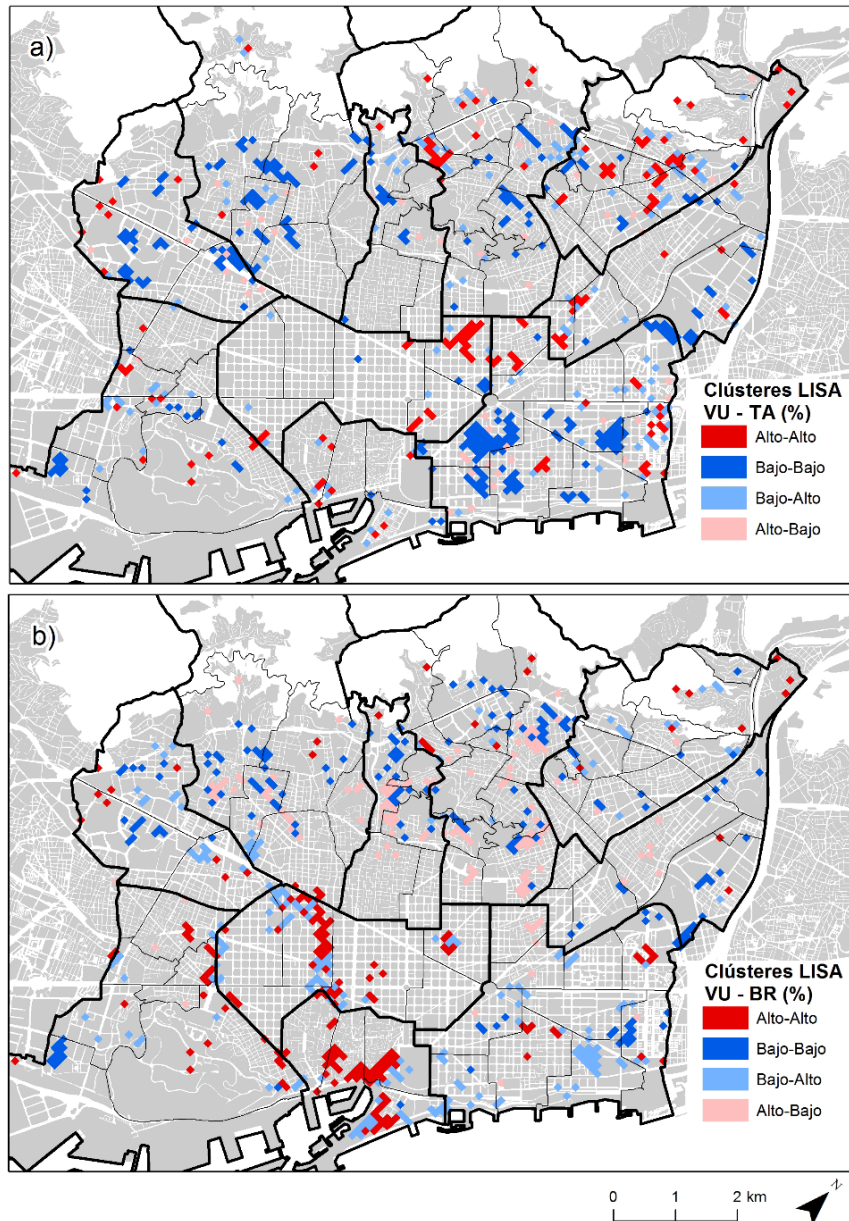 a)
Clústeres LISA
VU - TA (%)
Alto-Alto
Bajo-Bajo
Bajo-Alto
Alto-Bajo
b)
Clústeres LISA
VU - BR (%)
Alto-Alto
Bajo-Bajo
Bajo-Alto
Alto-Bajo
0 1 2 km
N